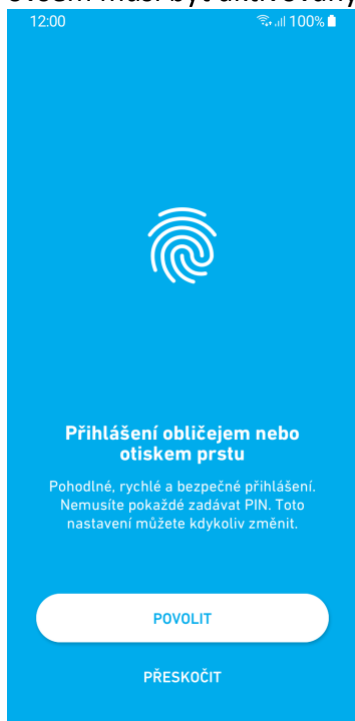 12:00 100%
Přihlášení obličejem nebo
otiskem prstu
Pohodlné, rychlé a bezpečné přihlášení.
Nemusíte pokaždé zadávat PIN. Toto
nastavení můžete kdykoliv změnit.
POVOLIT
PŘESKOČIT